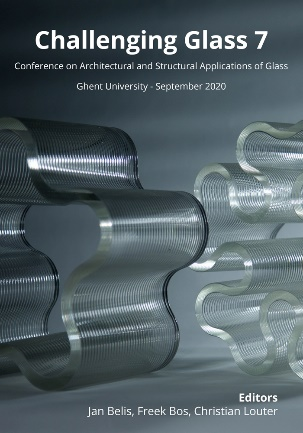 Challenging Glass 7
Conference on Architectural and Structural Applications of Glass
Ghent University - September 2020
Editors
Jan Belis, Freek Bos, Christian Louter